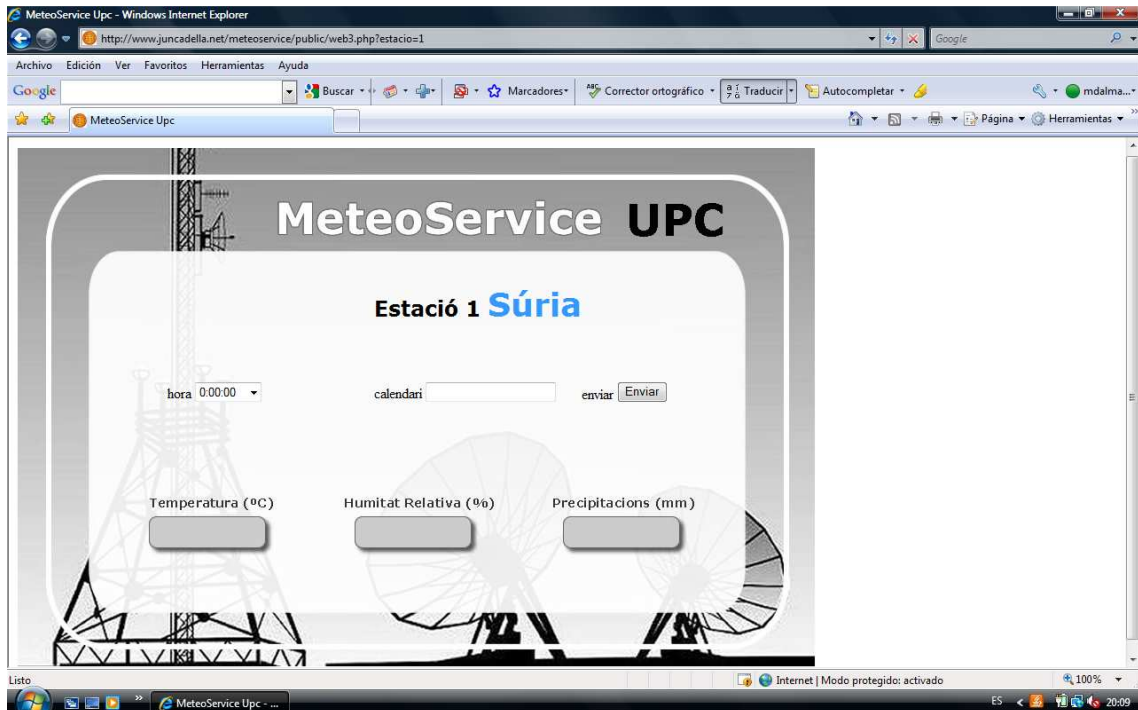 MeteoService Upc - Windows Internet Explorer
http://www.juncadella.net/meteoservice/public/web3.php?estacio=1
Google
Archivo Edición Ver Favoritos Herramientas Ayuda
Google Buscar Marcadores Corrector ortográfico Traducir Autocompletar mdalma...
MeteoService Upc Página Herramientas
MeteoService UPC
Estació 1 Súria
hora 0:00:00 calendari enviar Enviar
Temperatura (ºC) Humitat Relativa (%) Precipitacions (mm)
Listo Internet | Modo protegido: activado 100%
MeteoService Upc - ... ES 20:09